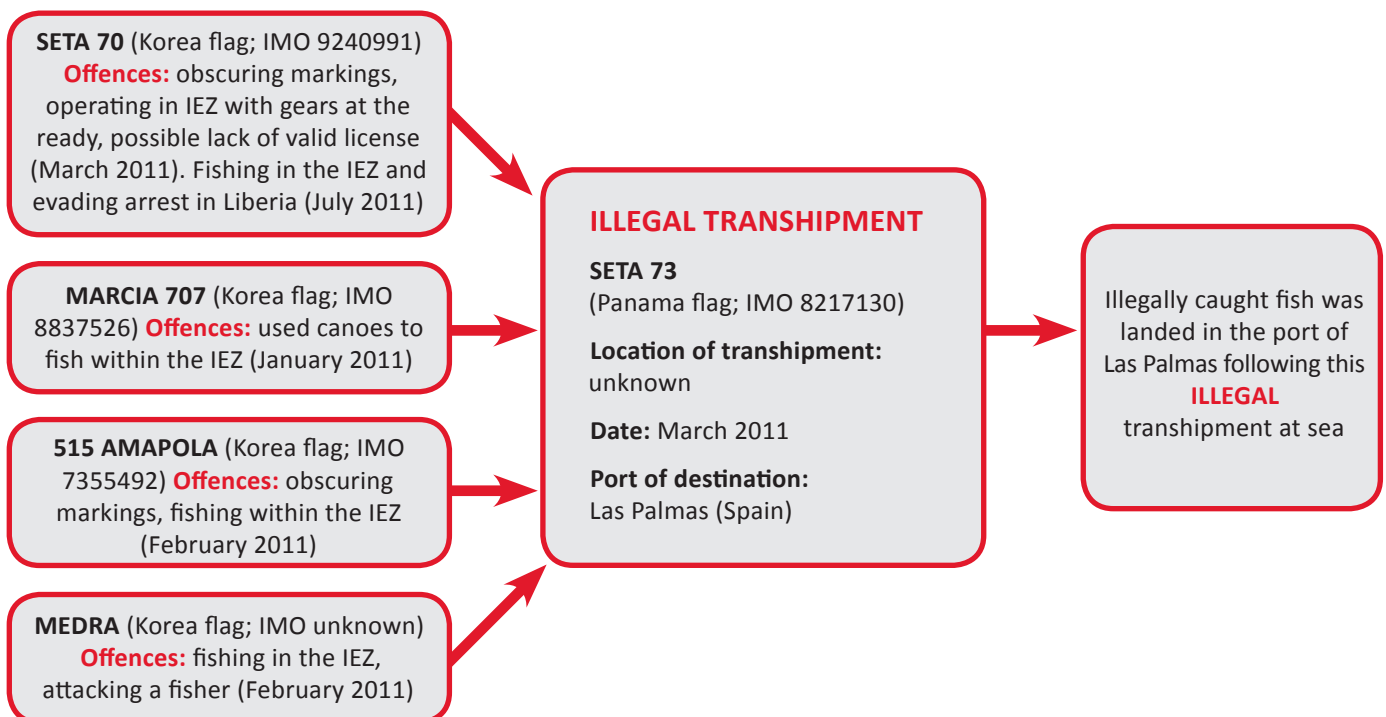 SETA 70 (Korea flag; IMO 9240991)
Offences: obscuring markings,
operating in IEZ with gears at the
ready, possible lack of valid license
(March 2011). Fishing in the IEZ and
evading arrest in Liberia (July 2011)
MARCIA 707 (Korea flag; IMO
8837526) Offences: used canoes to
fish within the IEZ (January 2011)
515 AMAPOLA (Korea flag; IMO
7355492) Offences: obscuring
markings, fishing within the IEZ
(February 2011)
MEDRA (Korea flag; IMO unknown)
Offences: fishing in the IEZ,
attacking a fisher (February 2011)
ILLEGAL TRANSHIPMENT
SETA 73
(Panama flag; IMO 8217130)
Location of transhipment:
unknown
Date: March 2011
Port of destination:
Las Palmas (Spain)
Illegally caught fish was
landed in the port of
Las Palmas following this
ILLEGAL
transhipment at sea